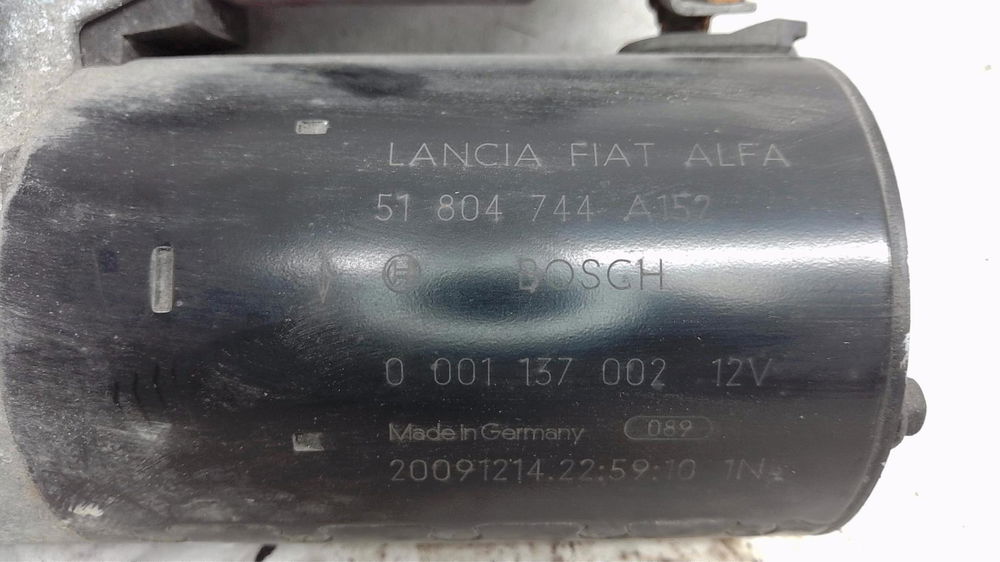 LANCIA FIAT ALFA
51 804 744 A152
BOSCH
0 001 137 002 12V
Made in Germany 089
20091214.22:59:10